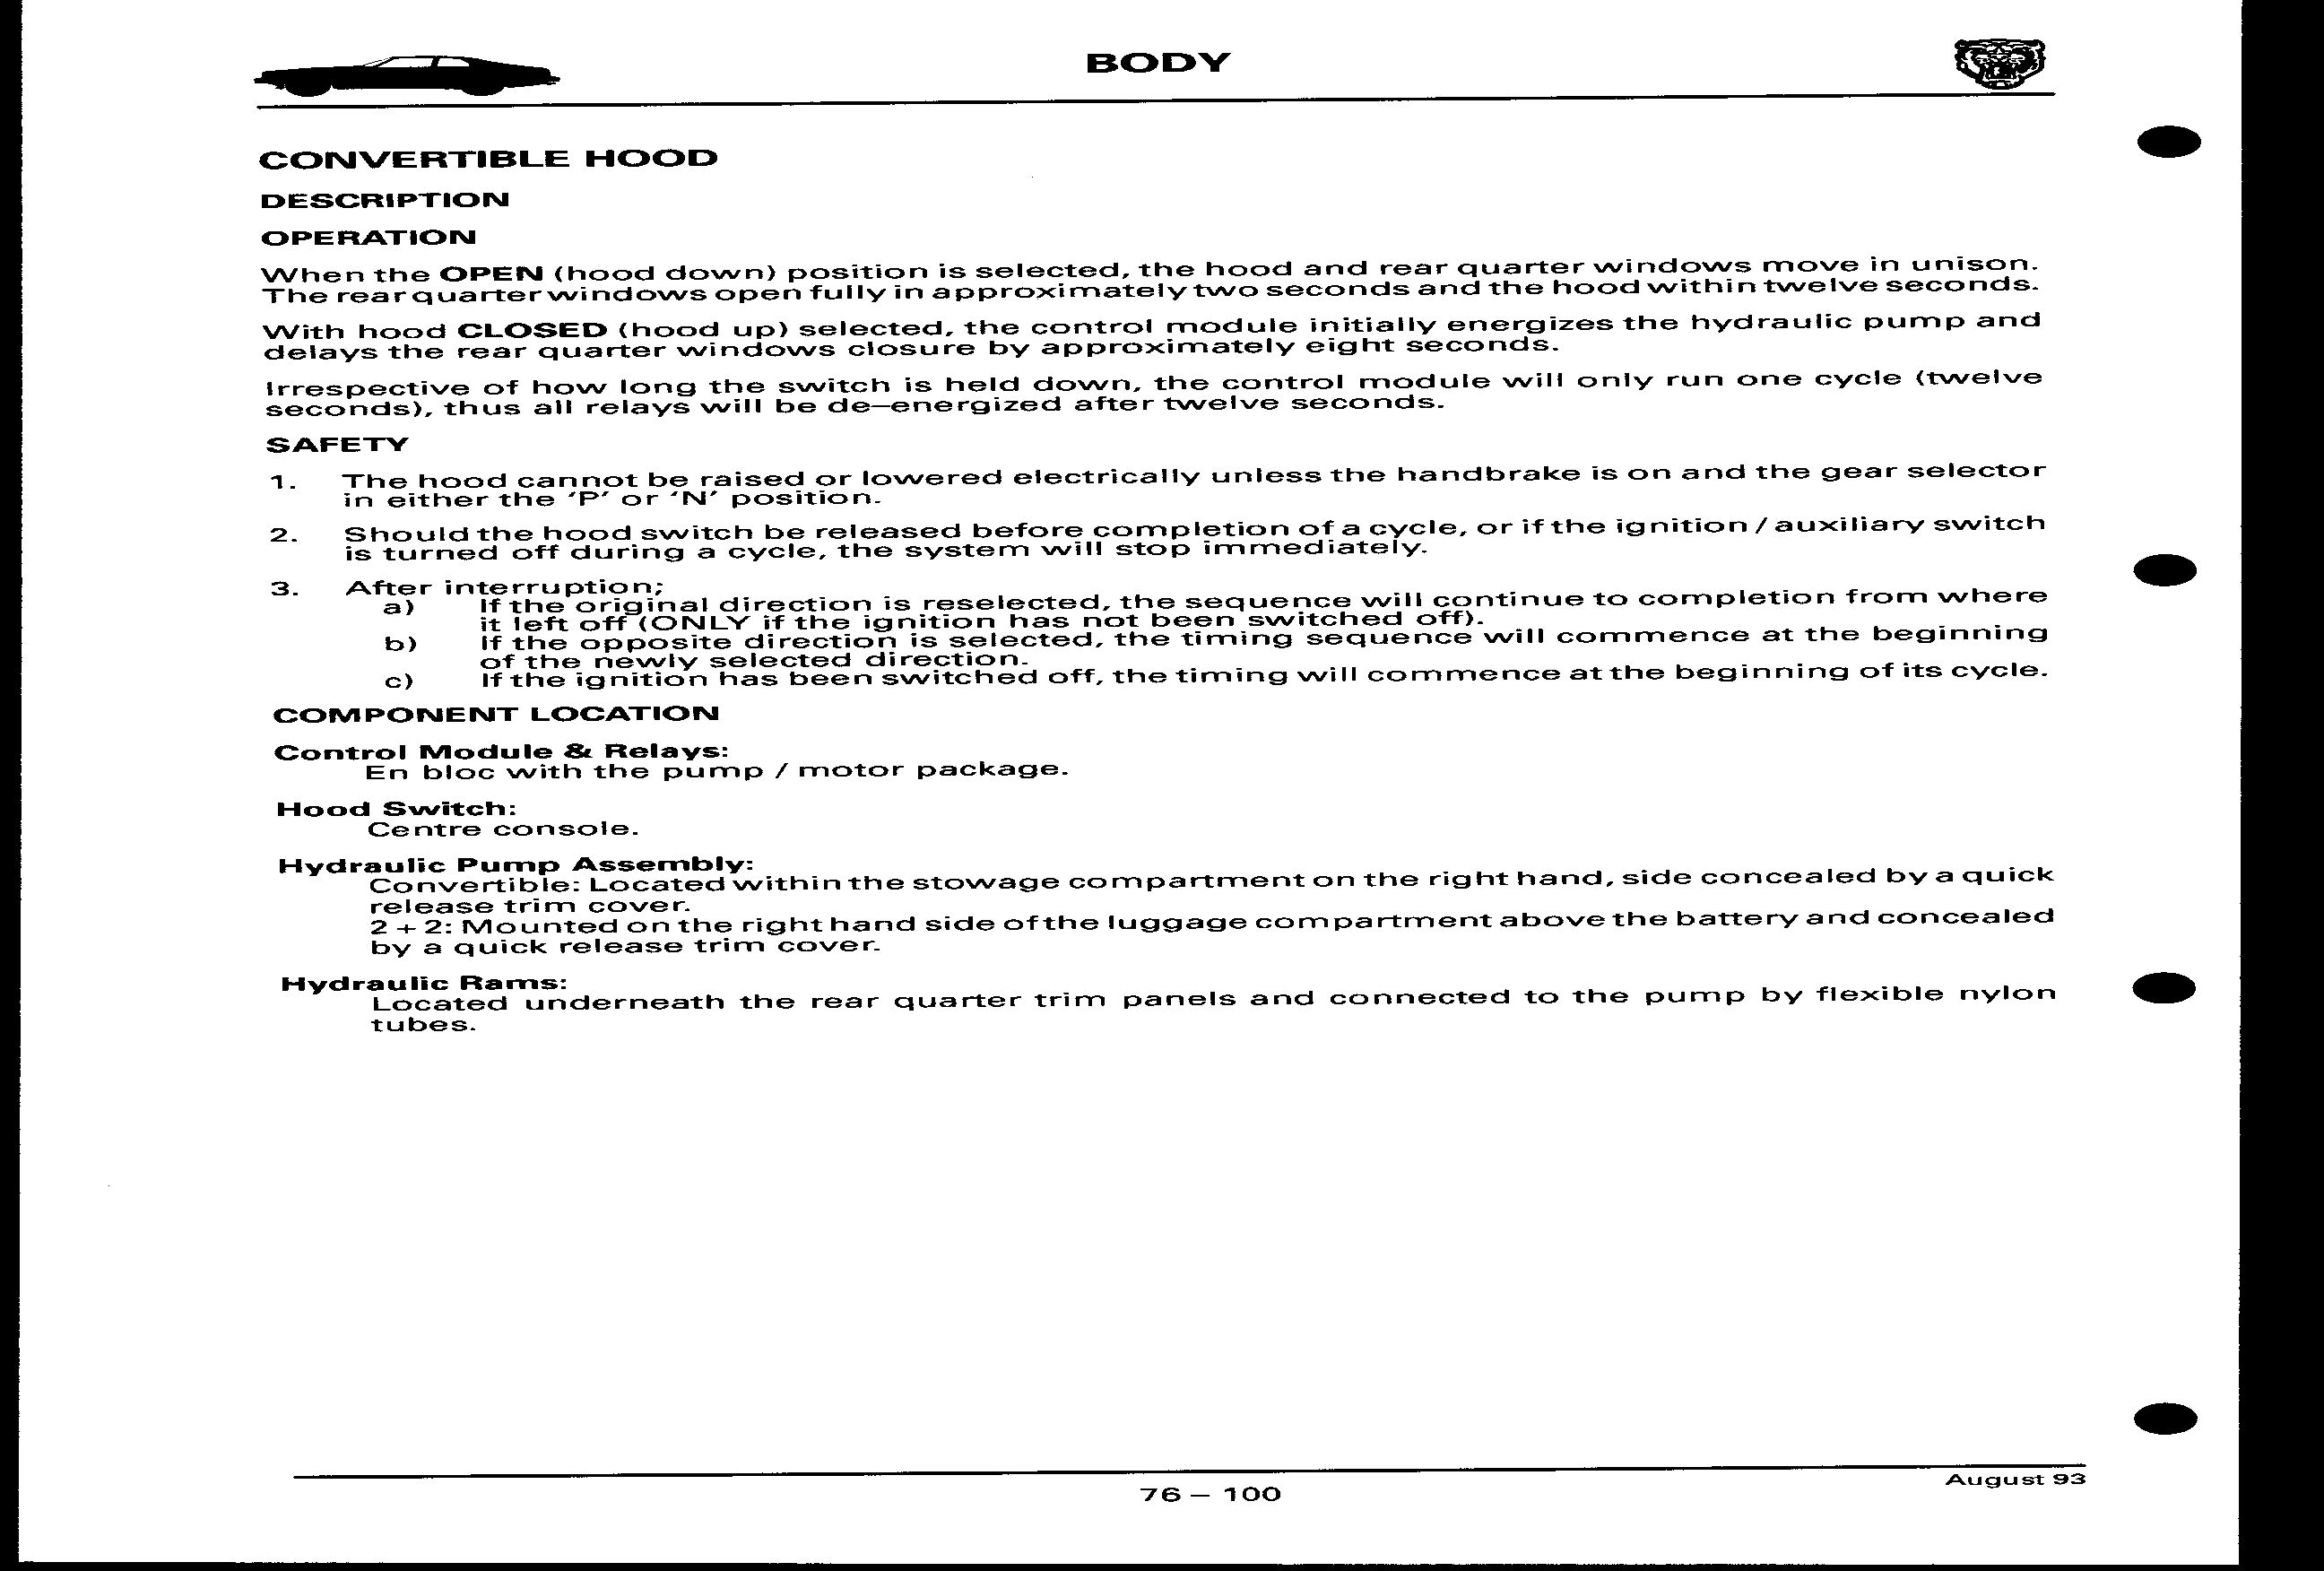 BODY
CONVERTIBLE HOOD
DESCRIPTION
OPERATION
When the OPEN (hood down) position is selected, the hood and rear quarter windows move in unison.
The rear quarter windows open fully in approximately two seconds and the hood within twelve seconds.
With hood CLOSED (hood up) selected, the control module initially energizes the hydraulic pump and
delays the rear quarter windows closure by approximately eight seconds.
Irrespective of how long the switch is held down, the control module will only run one cycle (twelve
seconds), thus all relays will be de–energized after twelve seconds.
SAFETY
1. The hood cannot be raised or lowered electrically unless the handbrake is on and the gear selector
in either the 'P' or 'N' position.
2. Should the hood switch be released before completion of a cycle, or if the ignition / auxiliary switch
is turned off during a cycle, the system will stop immediately.
3. After interruption;
a) If the original direction is reselected, the sequence will continue to completion from where
it left off (ONLY if the ignition has not been switched off).
b) If the opposite direction is selected, the timing sequence will commence at the beginning
of the newly selected direction.
c) If the ignition has been switched off, the timing will commence at the beginning of its cycle.
COMPONENT LOCATION
Control Module & Relays:
En bloc with the pump / motor package.
Hood Switch:
Centre console.
Hydraulic Pump Assembly:
Convertible: Located within the stowage compartment on the right hand, side concealed by a quick
release trim cover.
2 + 2: Mounted on the right hand side of the luggage compartment above the battery and concealed
by a quick release trim cover.
Hydraulic Rams:
Located underneath the rear quarter trim panels and connected to the pump by flexible nylon
tubes.
August 93
76 – 100